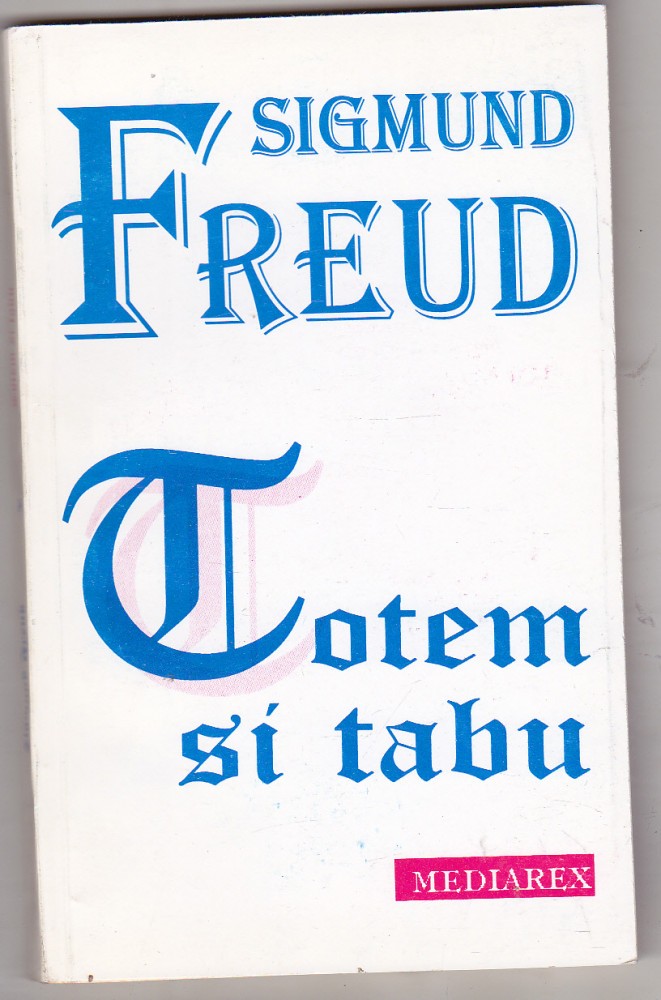 SIGMUND
FREUD
Totem
si tabu
MEDIAREX